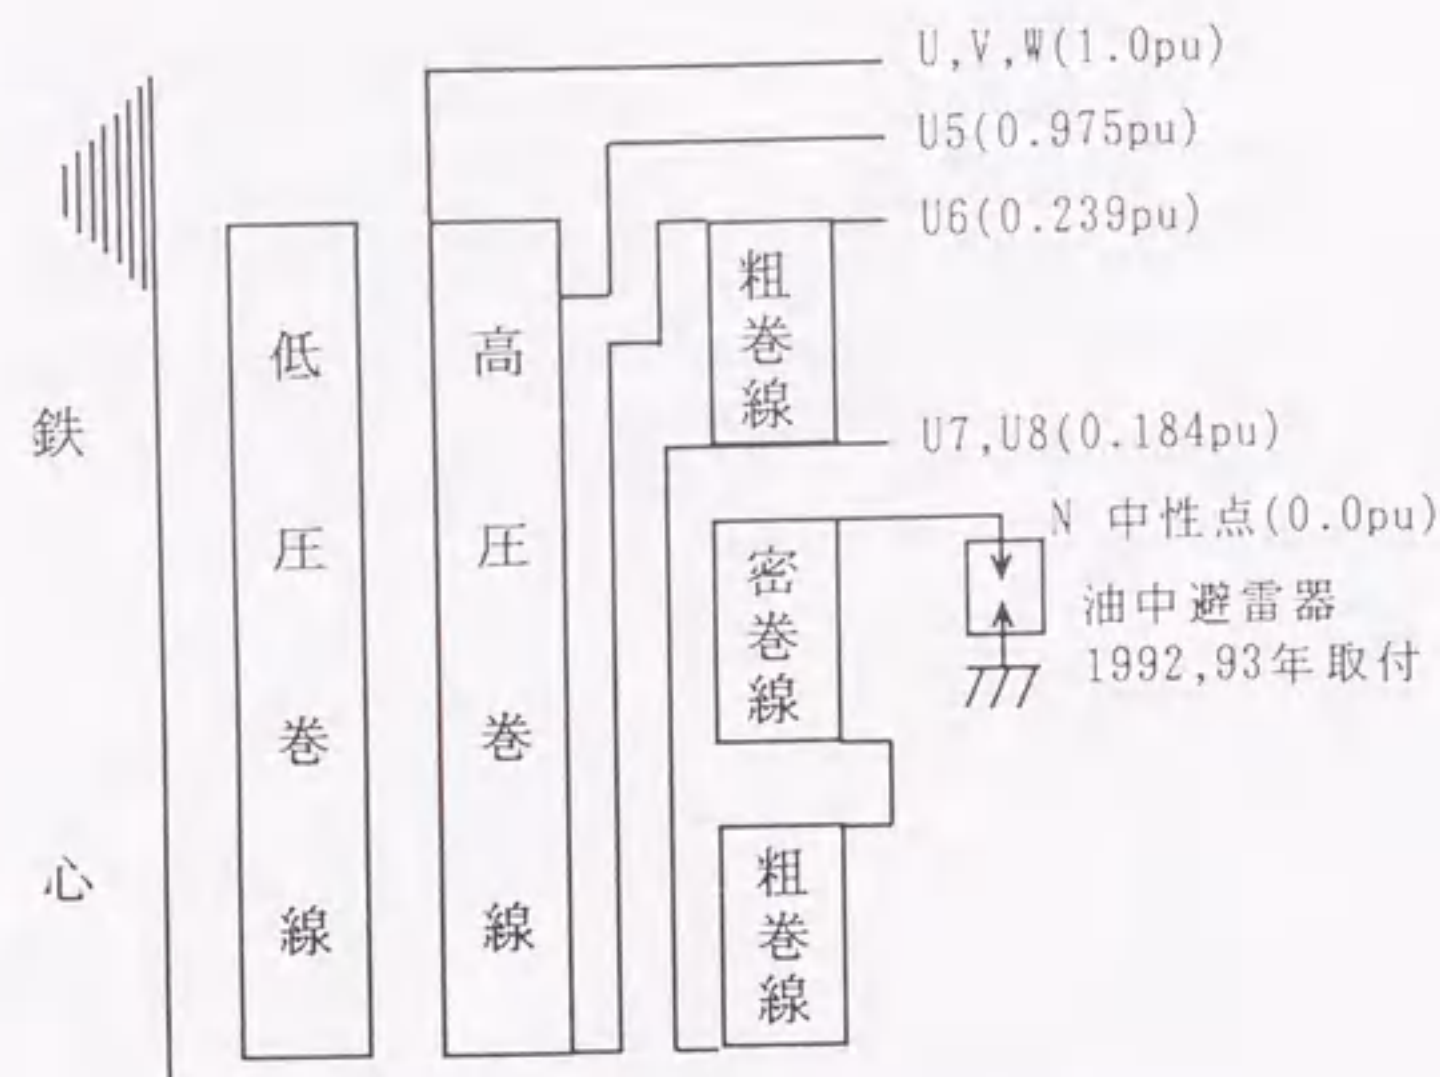 U,V,W(1.0pu)
U5(0.975pu)
U6(0.239pu)
粗巻線
U7,U8(0.184pu)
N 中性点(0.0pu)
油中避雷器
1992,93年取付
密巻線
粗巻線
高圧巻線
低圧巻線
鉄心